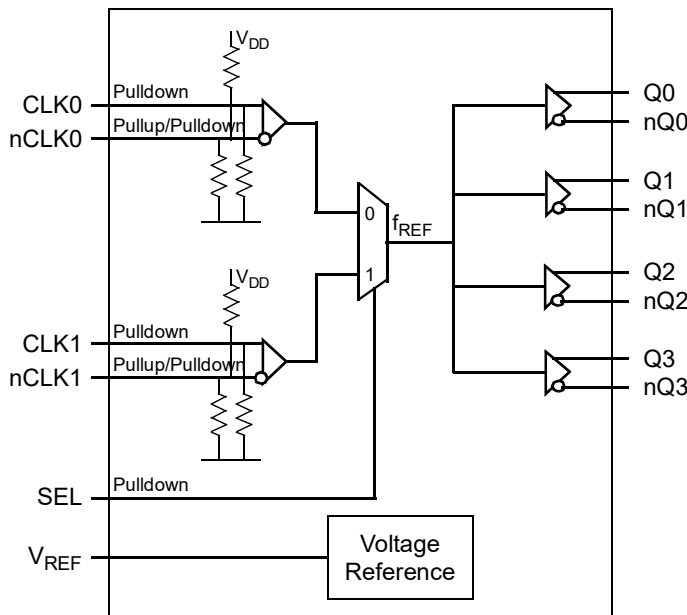 VDD
CLK0
Pulldown
nCLK0
Pullup/Pulldown
VDD
CLK1
Pulldown
nCLK1
Pullup/Pulldown
SEL
Pulldown
VREF
Voltage
Reference
0
1
fREF
Q0
nQ0
Q1
nQ1
Q2
nQ2
Q3
nQ3